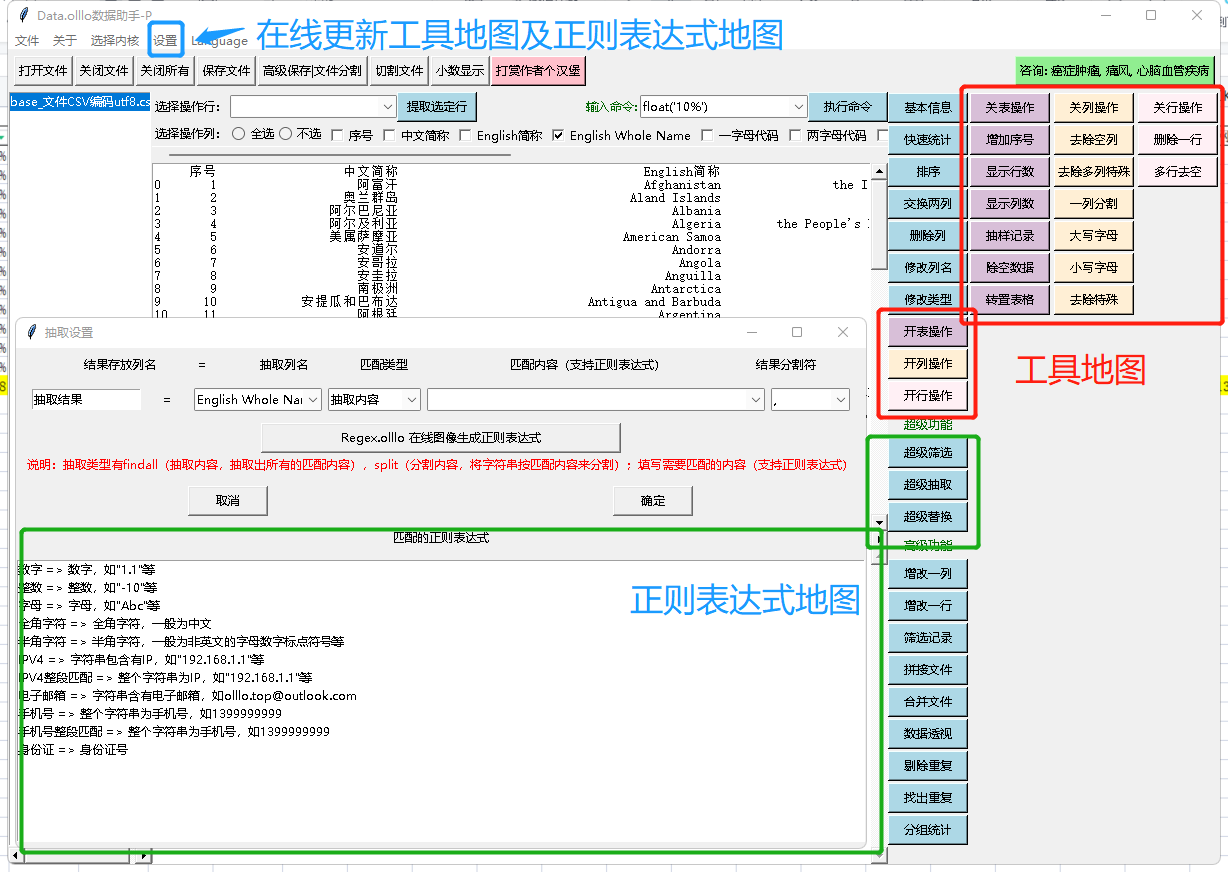 Data.olllo数据助手-P
文件 关于 选择内核 设置 Language
在线更新工具地图及正则表达式地图
打开文件 关闭文件 关闭所有 保存文件 高级保存|文件分割 切割文件 小数显示 打赏作者个汉堡
咨询: 癌症肿瘤, 痛风, 心脑血管疾病
base_文件CSV编码utf8.cs
选择操作行: 提取选定行 输入命令: float('10%') 执行命令
选择操作列: 全选 不选 序号 中文简称 English简称 English Whole Name 一字母代码 两字母代码
序号 中文简称 English简称
0 1 阿富汗 Afghanistan the I
1 2 奥兰群岛 Aland Islands
2 3 阿尔巴尼亚 Albania
3 4 阿尔及利亚 Algeria the People's
4 5 美属萨摩亚 American Samoa
5 6 安道尔 Andorra
6 7 安哥拉 Angola
7 8 安圭拉 Anguilla
8 9 南极洲 Antarctica
9 10 安提瓜和巴布达 Antigua and Barbuda
10 11 阿根廷 Argentina
基本信息 关表操作 关列操作 关行操作
快速统计 增加序号 去除空列 删除一行
排序 显示行数 去除多列特殊 多行去空
交换两列 显示列数 一列分割
删除列 抽样记录 大写字母
修改列名 除空数据 小写字母
修改类型 转置表格 去除特殊
开表操作
开列操作
开行操作
工具地图
超级功能
超级筛选
超级抽取
超级替换
高级功能
增改一列
增改一行
筛选记录
拼接文件
合并文件
数据透视
剔除重复
找出重复
分组统计
抽取设置
结果存放列名 = 抽取列名 匹配类型 匹配内容（支持正则表达式） 结果分割符
抽取结果 = English Whole Nar 抽取内容 ,
Regex.olllo 在线图像生成正则表达式
说明：抽取类型有findall（抽取内容，抽取出所有的匹配内容）, split（分割内容，将字符串按匹配内容来分割）；填写需要匹配的内容（支持正则表达式）
取消 确定
匹配的正则表达式
正则表达式地图
数字 => 数字，如"1.1"等
整数 => 整数，如"-10"等
字母 => 字母，如"Abc"等
全角字符 => 全角字符，一般为中文
半角字符 => 半角字符，一般为非英文的字母数字标点符号等
IPV4 => 字符串包含有IP，如"192.168.1.1"等
IPV4整段匹配 => 整个字符串为IP，如"192.168.1.1"等
电子邮箱 => 字符串含有电子邮箱，如olllo.top@outlook.com
手机号 => 整个字符串为手机号，如1399999999
手机号整段匹配 => 整个字符串为手机号，如1399999999
身份证 => 身份证号